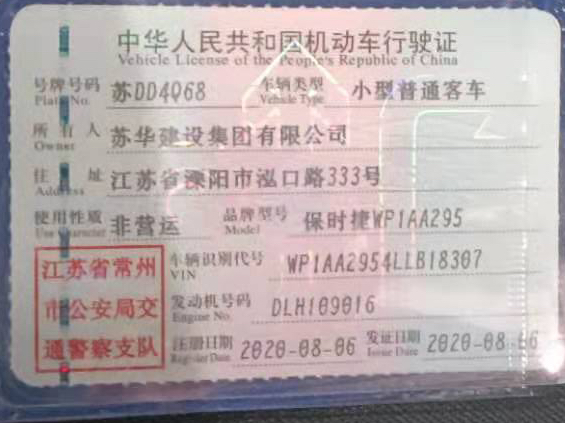 中华人民共和国机动车行驶证
Vehicle License of the People's Republic of China
号牌号码 苏DD4Q68 车辆类型 小型普通客车
Plate No. Vehicle Type
所有人 苏华建设集团有限公司
Owner
住址 江苏省溧阳市泓口路333号
Address
使用性质 非营运 品牌型号 保时捷WP1AA295
Use Character Model
江苏省常州 车辆识别代号 WP1AA2954LLB18307
VIN
市公安局交 发动机号码 DLH109016
Engine No.
通警察支队 注册日期 2020-08-06 发证日期 2020-08-06
Register Date Issue Date